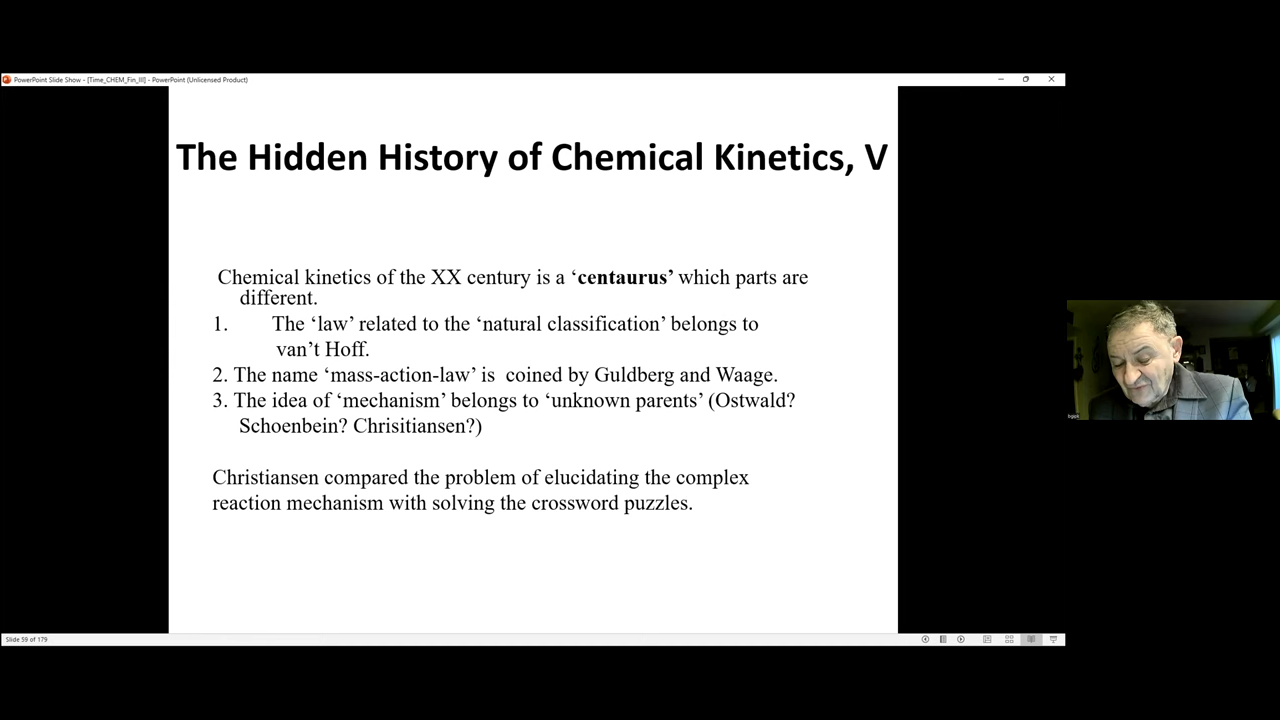 PowerPoint Slide Show - [Time_CHEM_Fin_III] - PowerPoint (Unlicensed Product)
The Hidden History of Chemical Kinetics, V
Chemical kinetics of the XX century is a ‘centaurus’ which parts are
different.
1. The ‘law’ related to the ‘natural classification’ belongs to
van’t Hoff.
2. The name ‘mass-action-law’ is coined by Guldberg and Waage.
3. The idea of ‘mechanism’ belongs to ‘unknown parents’ (Ostwald?
Schoenbein? Chrisitiansen?)
Christiansen compared the problem of elucidating the complex
reaction mechanism with solving the crossword puzzles.
Slide 59 of 179